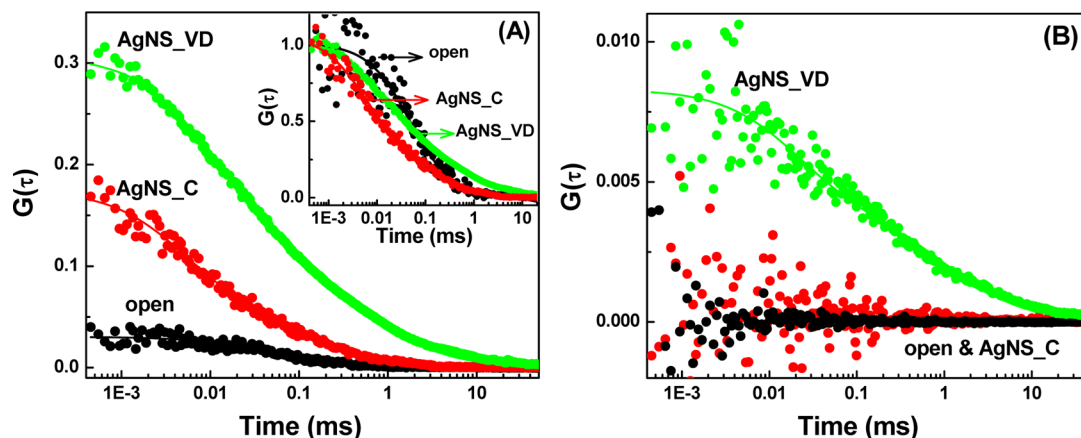 (A)
AgNS_VD
AgNS_C
open
G(τ)
0.3
0.2
0.1
0.0
1E-3
0.01
0.1
1
10
Time (ms)
open
AgNS_C
AgNS_VD
G(τ)
1.0
0.5
0.0
1E-3
0.01
0.1
1
10
Time (ms)
(B)
AgNS_VD
open & AgNS_C
G(τ)
0.010
0.005
0.000
1E-3
0.01
0.1
1
10
Time (ms)